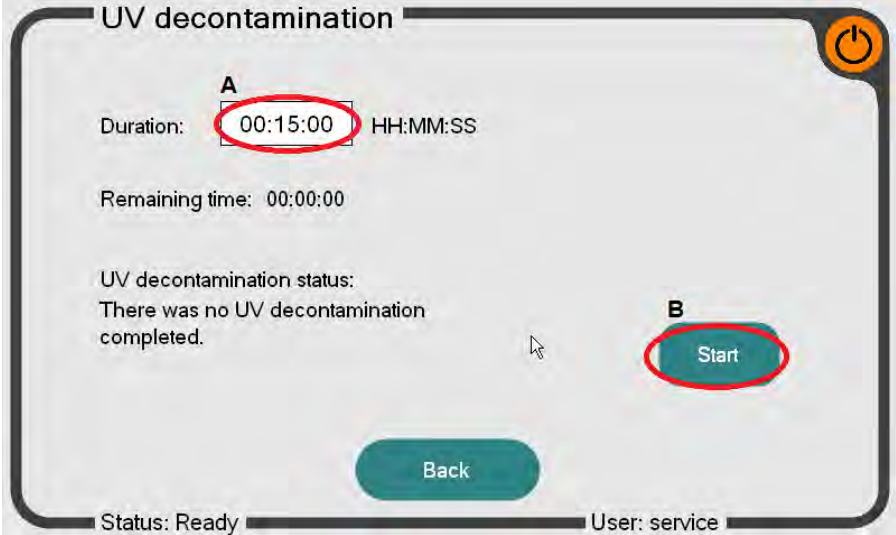 UV decontamination
A
Duration: 00:15:00 HH:MM:SS
Remaining time: 00:00:00
UV decontamination status:
There was no UV decontamination
completed.
B
Start
Back
Status: Ready User: service